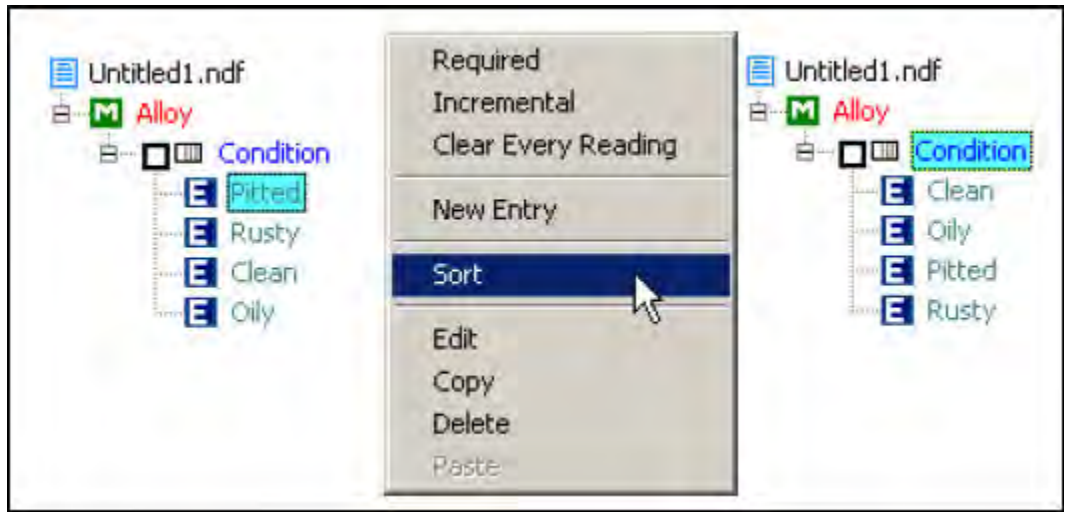 Untitled1.ndf
M Alloy
Condition
E Pitted
E Rusty
E Clean
E Oily
Required
Incremental
Clear Every Reading
New Entry
Sort
Edit
Copy
Delete
Paste
Untitled1.ndf
M Alloy
Condition
E Clean
E Oily
E Pitted
E Rusty